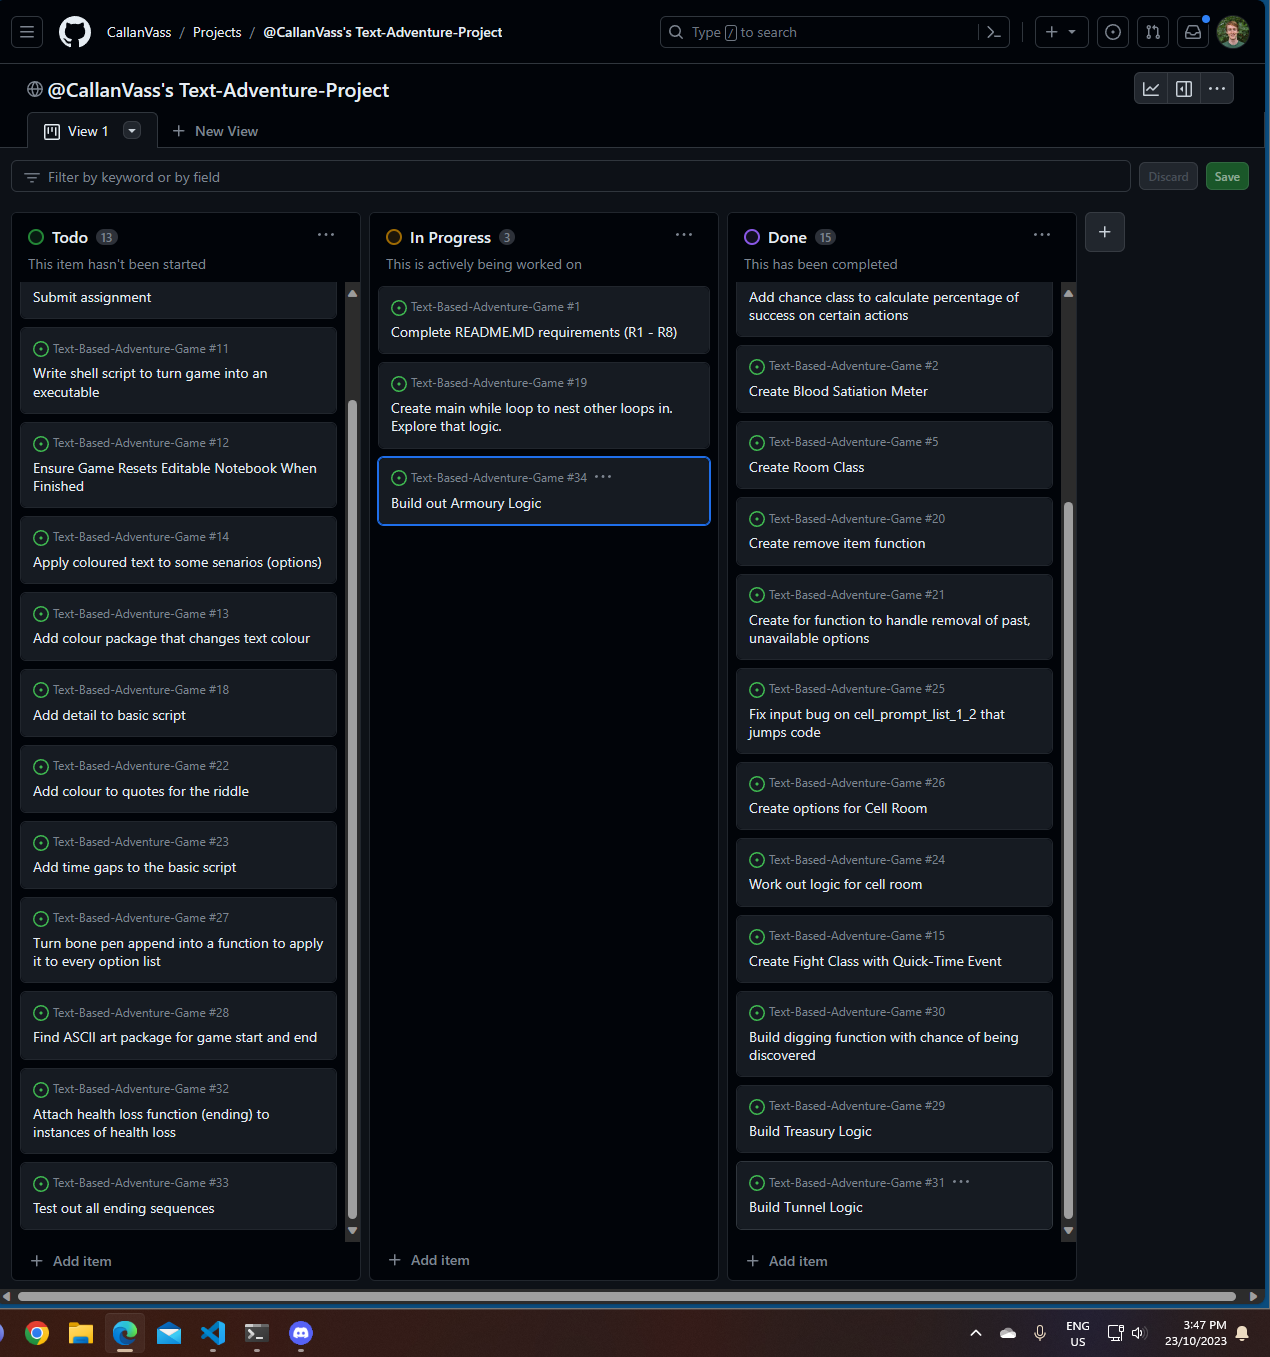 CallanVass / Projects / @CallanVass's Text-Adventure-Project
Type / to search
@CallanVass's Text-Adventure-Project
View 1
New View
Filter by keyword or by field
Discard
Save
Todo 13
This item hasn't been started
Submit assignment
Text-Based-Adventure-Game #11
Write shell script to turn game into an
executable
Text-Based-Adventure-Game #12
Ensure Game Resets Editable Notebook When
Finished
Text-Based-Adventure-Game #14
Apply coloured text to some senarios (options)
Text-Based-Adventure-Game #13
Add colour package that changes text colour
Text-Based-Adventure-Game #18
Add detail to basic script
Text-Based-Adventure-Game #22
Add colour to quotes for the riddle
Text-Based-Adventure-Game #23
Add time gaps to the basic script
Text-Based-Adventure-Game #27
Turn bone pen append into a function to apply
it to every option list
Text-Based-Adventure-Game #28
Find ASCII art package for game start and end
Text-Based-Adventure-Game #32
Attach health loss function (ending) to
instances of health loss
Text-Based-Adventure-Game #33
Test out all ending sequences
Add item
In Progress 3
This is actively being worked on
Text-Based-Adventure-Game #1
Complete README.MD requirements (R1 - R8)
Text-Based-Adventure-Game #19
Create main while loop to nest other loops in.
Explore that logic.
Text-Based-Adventure-Game #34
Build out Armoury Logic
Add item
Done 15
This has been completed
Add chance class to calculate percentage of
success on certain actions
Text-Based-Adventure-Game #2
Create Blood Satiation Meter
Text-Based-Adventure-Game #5
Create Room Class
Text-Based-Adventure-Game #20
Create remove item function
Text-Based-Adventure-Game #21
Create for function to handle removal of past,
unavailable options
Text-Based-Adventure-Game #25
Fix input bug on cell_prompt_list_1_2 that
jumps code
Text-Based-Adventure-Game #26
Create options for Cell Room
Text-Based-Adventure-Game #24
Work out logic for cell room
Text-Based-Adventure-Game #15
Create Fight Class with Quick-Time Event
Text-Based-Adventure-Game #30
Build digging function with chance of being
discovered
Text-Based-Adventure-Game #29
Build Treasury Logic
Text-Based-Adventure-Game #31
Build Tunnel Logic
Add item
ENG
US
3:47 PM
23/10/2023